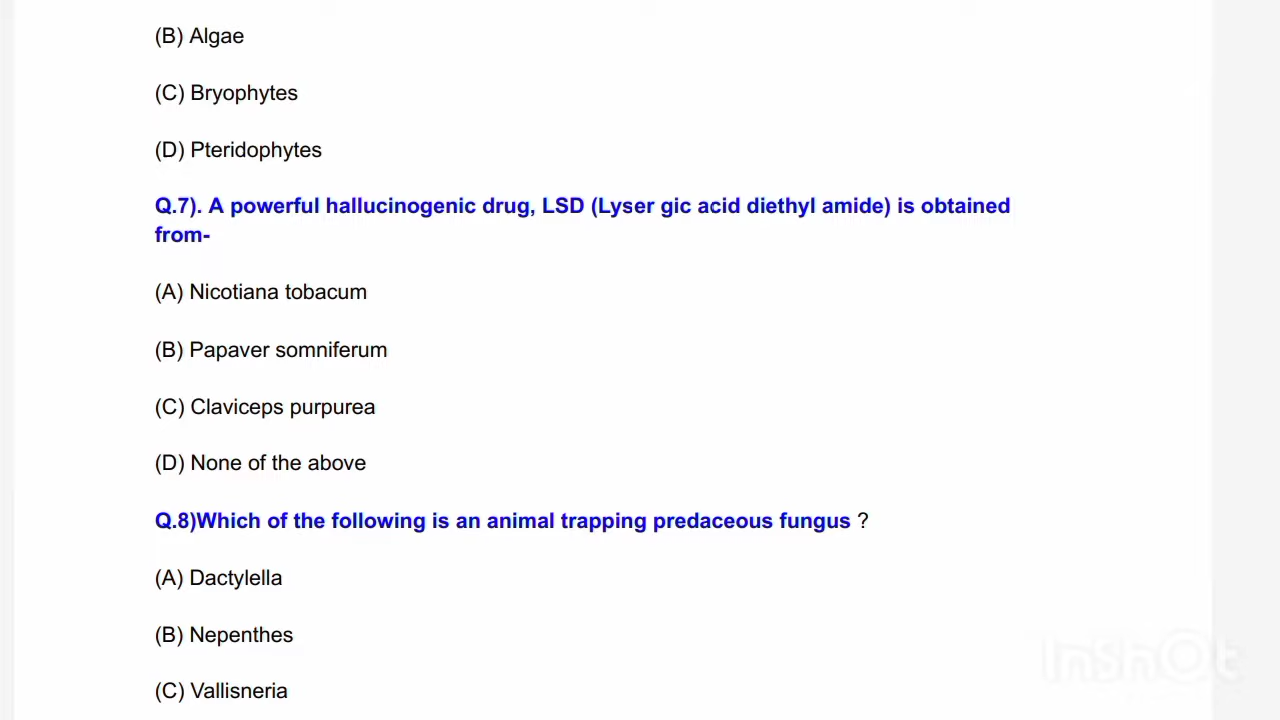 (B) Algae
(C) Bryophytes
(D) Pteridophytes
Q.7). A powerful hallucinogenic drug, LSD (Lyser gic acid diethyl amide) is obtained
from-
(A) Nicotiana tobacum
(B) Papaver somniferum
(C) Claviceps purpurea
(D) None of the above
Q.8)Which of the following is an animal trapping predaceous fungus ?
(A) Dactylella
(B) Nepenthes
(C) Vallisneria
InShOt